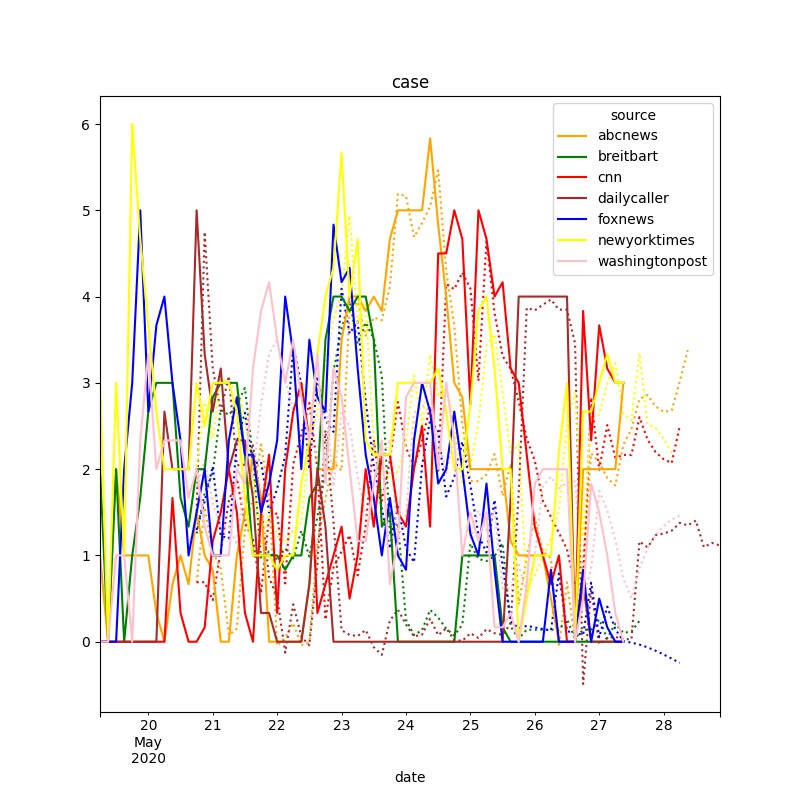 case
source
abcnews
breitbart
cnn
dailycaller
foxnews
newyorktimes
washingtonpost
6
5
4
3
2
1
0
20 21 22 23 24 25 26 27 28
May
2020
date